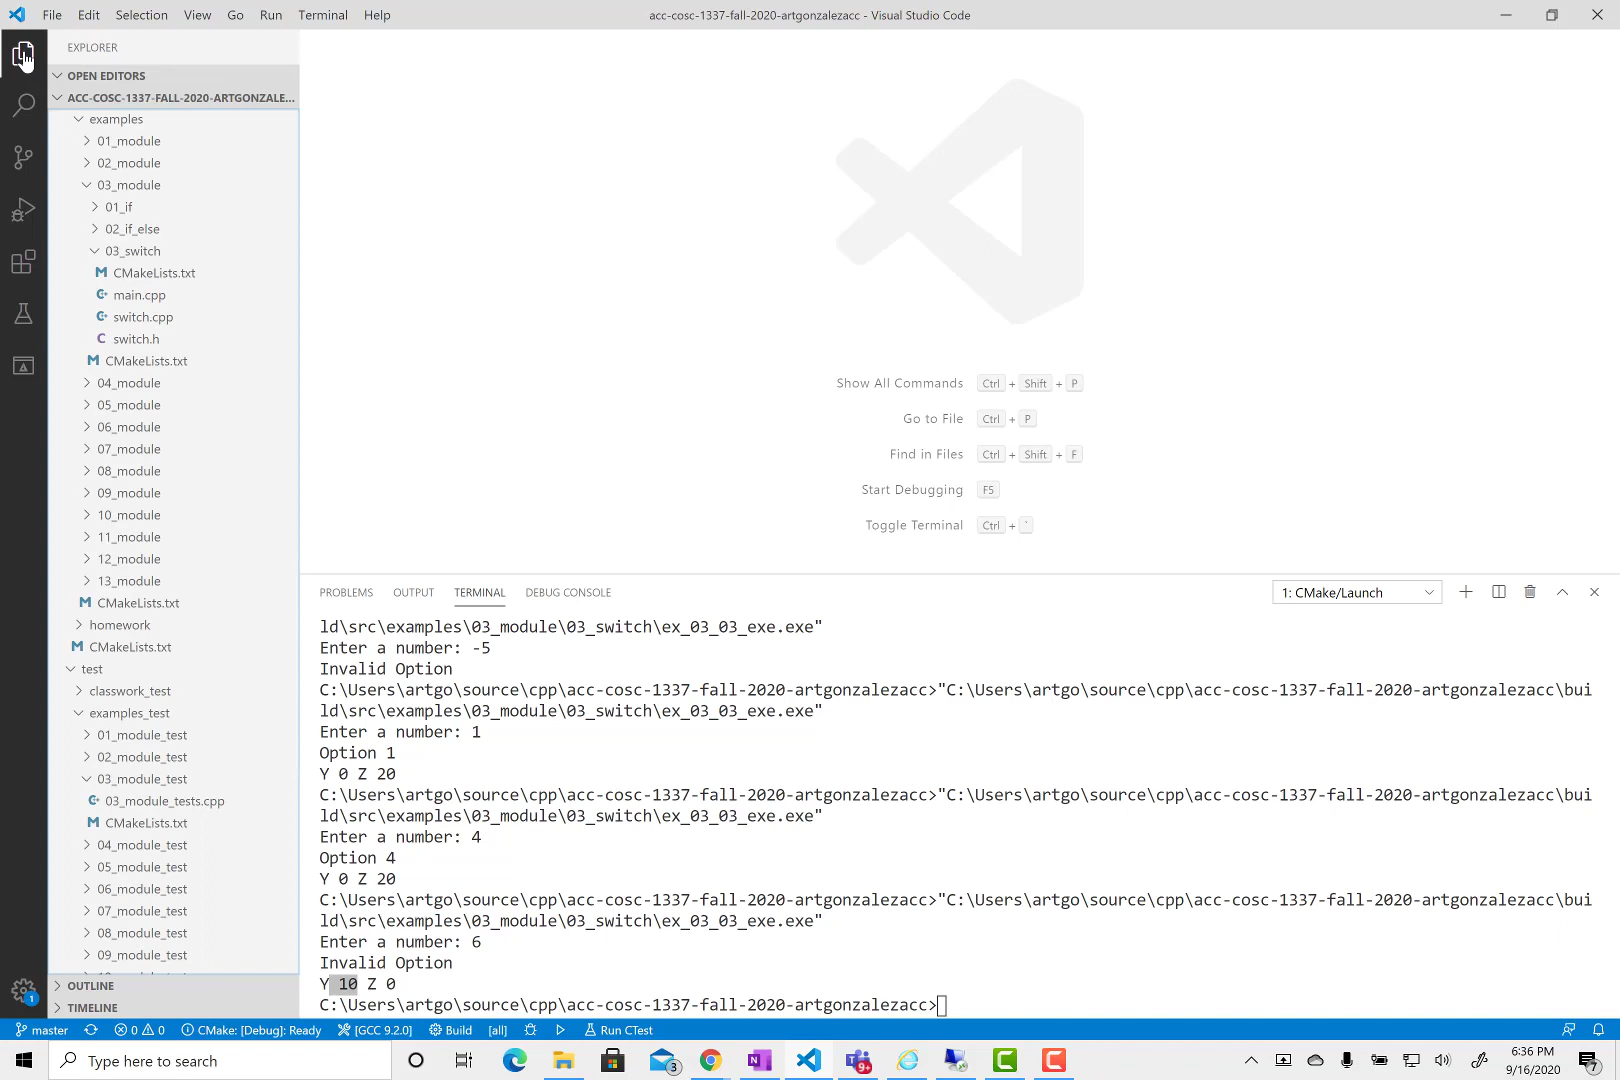 File Edit Selection View Go Run Terminal Help
acc-cosc-1337-fall-2020-artgonzalezacc - Visual Studio Code
EXPLORER
OPEN EDITORS
ACC-COSC-1337-FALL-2020-ARTGONZALE...
examples
01_module
02_module
03_module
01_if
02_if_else
03_switch
CMakeLists.txt
main.cpp
switch.cpp
switch.h
CMakeLists.txt
04_module
05_module
06_module
07_module
08_module
09_module
10_module
11_module
12_module
13_module
CMakeLists.txt
homework
CMakeLists.txt
test
classwork_test
examples_test
01_module_test
02_module_test
03_module_test
03_module_tests.cpp
CMakeLists.txt
04_module_test
05_module_test
06_module_test
07_module_test
08_module_test
09_module_test
OUTLINE
TIMELINE
Show All Commands Ctrl + Shift + P
Go to File Ctrl + P
Find in Files Ctrl + Shift + F
Start Debugging F5
Toggle Terminal Ctrl + `
PROBLEMS OUTPUT TERMINAL DEBUG CONSOLE
1: CMake/Launch
ld\src\examples\03_module\03_switch\ex_03_03_exe.exe"
Enter a number: -5
Invalid Option
C:\Users\artgo\source\cpp\acc-cosc-1337-fall-2020-artgonzalezacc>"C:\Users\artgo\source\cpp\acc-cosc-1337-fall-2020-artgonzalezacc\bui
ld\src\examples\03_module\03_switch\ex_03_03_exe.exe"
Enter a number: 1
Option 1
Y 0 Z 20
C:\Users\artgo\source\cpp\acc-cosc-1337-fall-2020-artgonzalezacc>"C:\Users\artgo\source\cpp\acc-cosc-1337-fall-2020-artgonzalezacc\bui
ld\src\examples\03_module\03_switch\ex_03_03_exe.exe"
Enter a number: 4
Option 4
Y 0 Z 20
C:\Users\artgo\source\cpp\acc-cosc-1337-fall-2020-artgonzalezacc>"C:\Users\artgo\source\cpp\acc-cosc-1337-fall-2020-artgonzalezacc\bui
ld\src\examples\03_module\03_switch\ex_03_03_exe.exe"
Enter a number: 6
Invalid Option
Y 10 Z 0
C:\Users\artgo\source\cpp\acc-cosc-1337-fall-2020-artgonzalezacc>
1
master 0 0 CMake: [Debug]: Ready [GCC 9.2.0] Build [all] Run CTest
Type here to search
3
9+
6:36 PM
9/16/2020
7